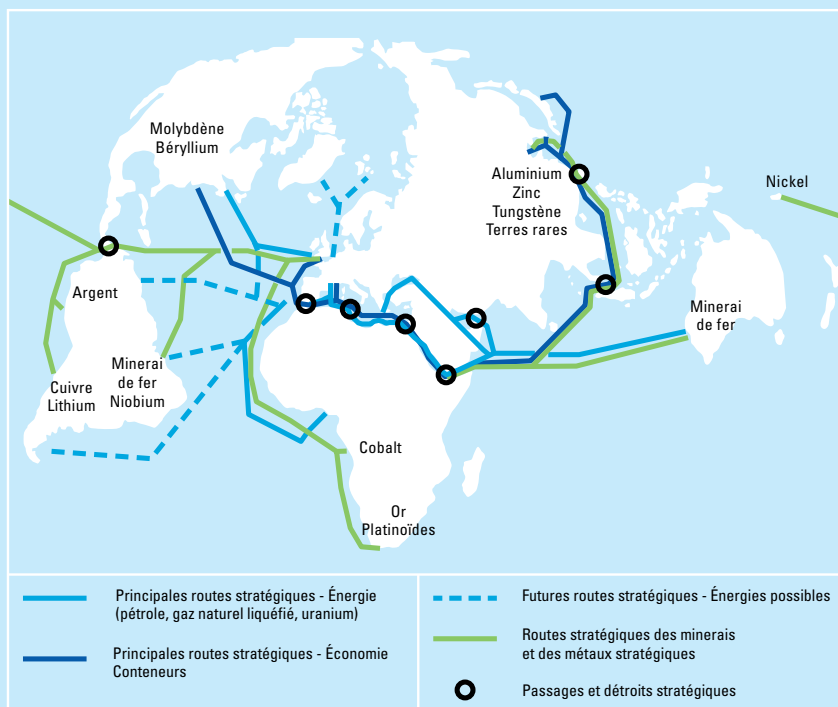 Molybdène
Béryllium
Aluminium
Zinc
Tungstène
Terres rares
Nickel
Argent
Minerai
de fer
Minerai
de fer
Niobium
Cuivre
Lithium
Cobalt
Or
Platinoïdes
Principales routes stratégiques - Énergie
(pétrole, gaz naturel liquéfié, uranium)
Principales routes stratégiques - Économie
Conteneurs
Futures routes stratégiques - Énergies possibles
Routes stratégiques des minerais
et des métaux stratégiques
Passages et détroits stratégiques